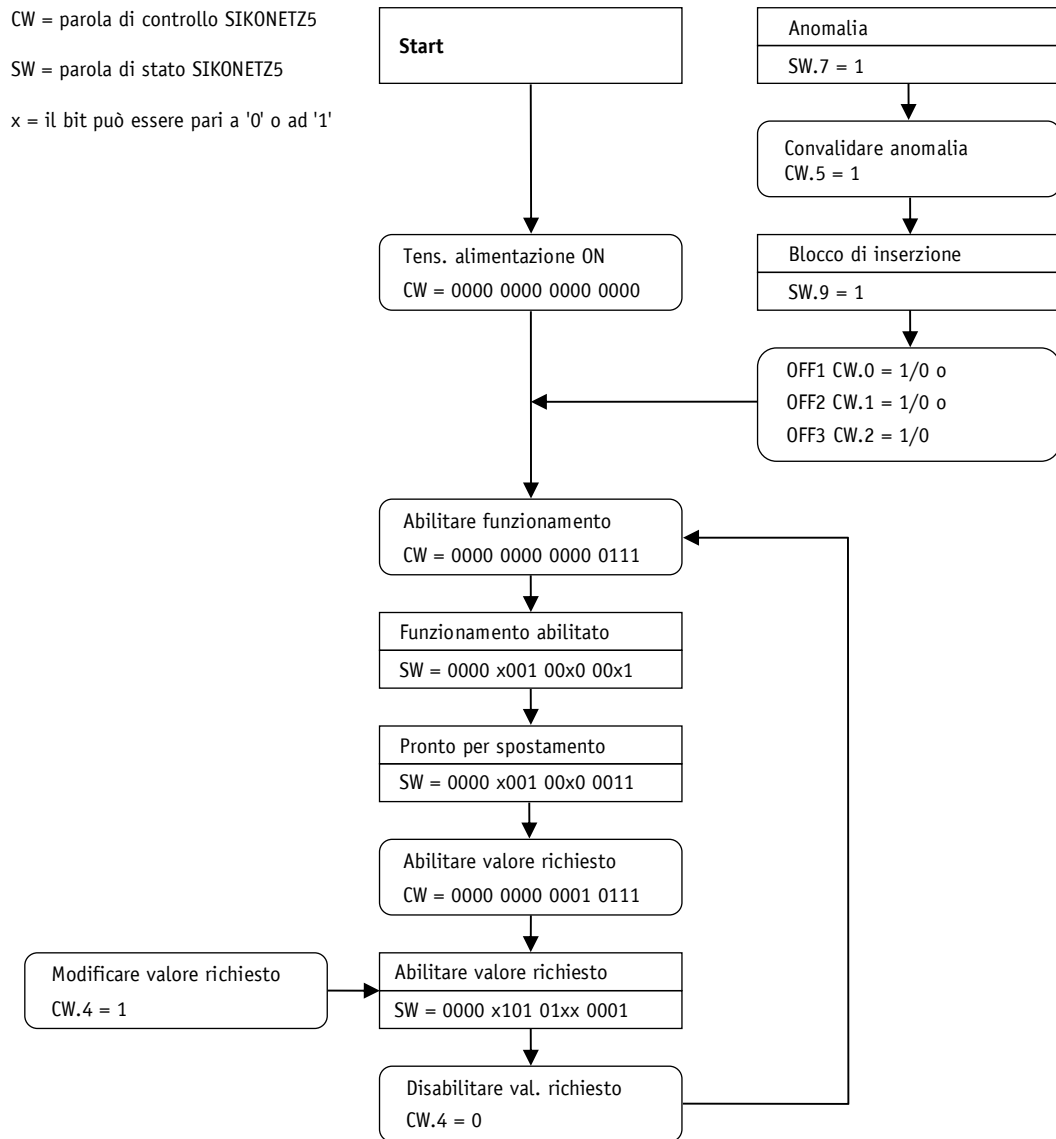 CW = parola di controllo SIKONETZ5
SW = parola di stato SIKONETZ5
x = il bit può essere pari a '0' o ad '1'
Start
Anomalia
SW.7 = 1
Convalidare anomalia
CW.5 = 1
Tens. alimentazione ON
CW = 0000 0000 0000 0000
Blocco di inserzione
SW.9 = 1
OFF1 CW.0 = 1/0 o
OFF2 CW.1 = 1/0 o
OFF3 CW.2 = 1/0
Abilitare funzionamento
CW = 0000 0000 0000 0111
Funzionamento abilitato
SW = 0000 x001 00x0 00x1
Pronto per spostamento
SW = 0000 x001 00x0 0011
Abilitare valore richiesto
CW = 0000 0000 0001 0111
Modificare valore richiesto
CW.4 = 1
Abilitare valore richiesto
SW = 0000 x101 01xx 0001
Disabilitare val. richiesto
CW.4 = 0